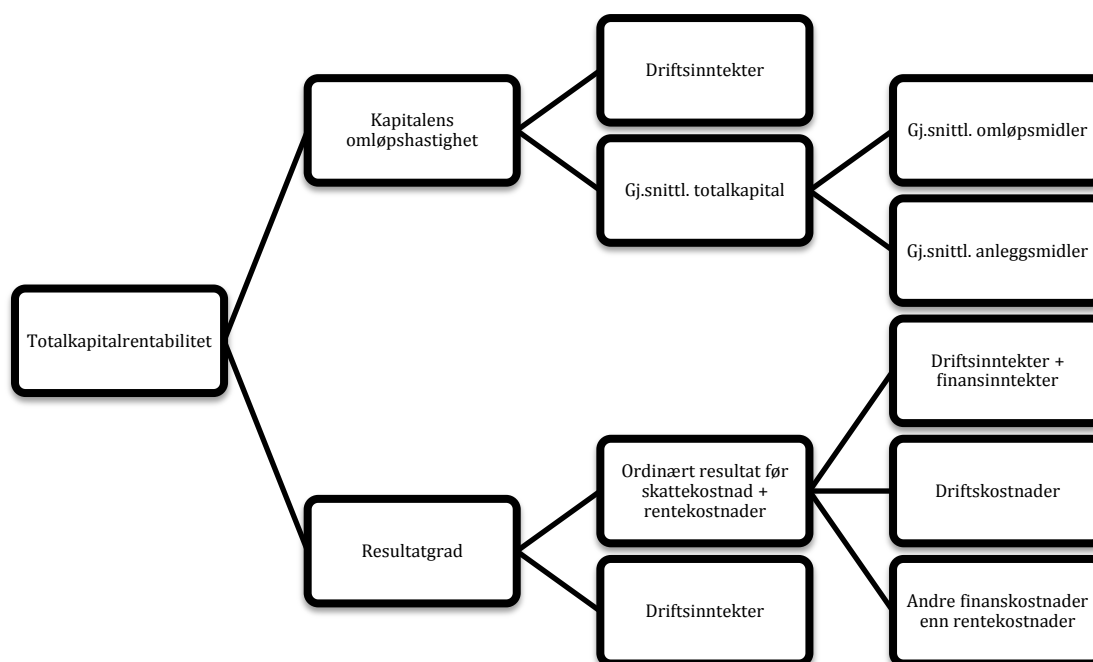 Driftsinntekter
Kapitalens
omløpshastighet
Gj.snittl. omløpsmidler
Gj.snittl. totalkapital
Gj.snittl. anleggsmidler
Totalkapitalrentabilitet
Driftsinntekter +
finansinntekter
Ordinært resultat før
skattekostnad +
rentekostnader
Driftskostnader
Resultatgrad
Driftsinntekter
Andre finanskostnader
enn rentekostnader